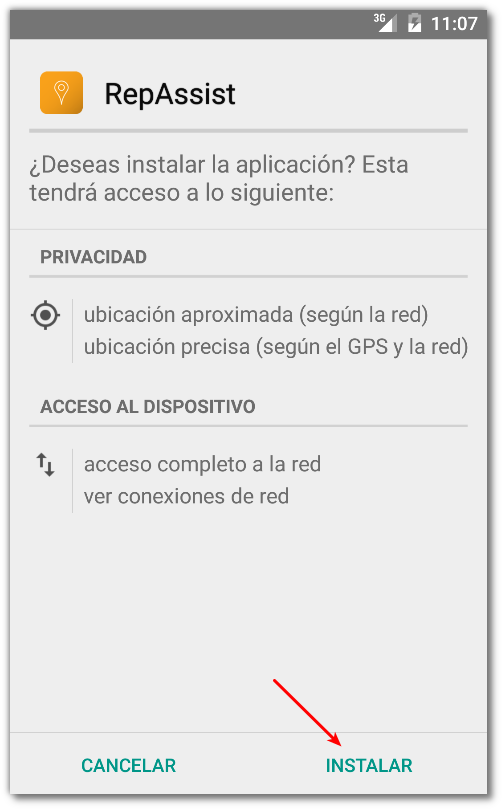 3G 11:07
RepAssist
¿Deseas instalar la aplicación? Esta
tendrá acceso a lo siguiente:
PRIVACIDAD
ubicación aproximada (según la red)
ubicación precisa (según el GPS y la red)
ACCESO AL DISPOSITIVO
acceso completo a la red
ver conexiones de red
CANCELAR INSTALAR